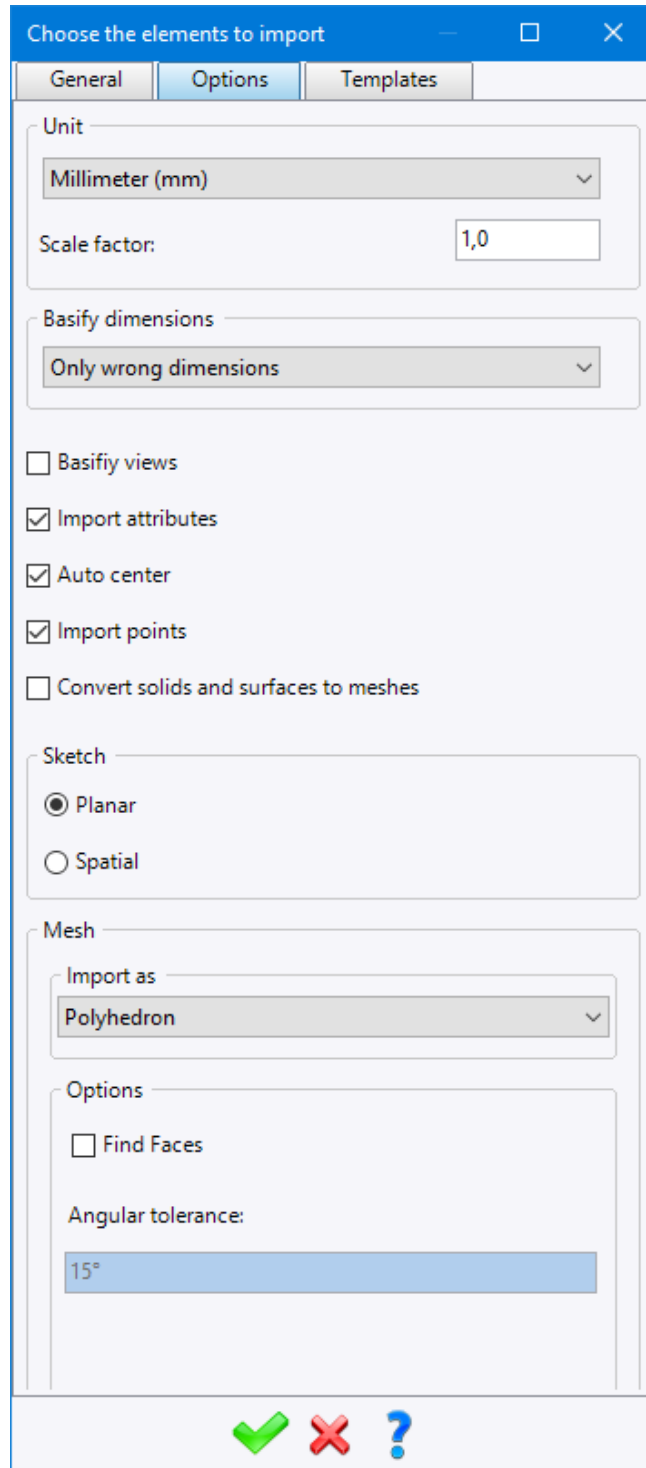 Choose the elements to import
General Options Templates
Unit
Millimeter (mm)
Scale factor: 1,0
Basify dimensions
Only wrong dimensions
Basifiy views
Import attributes
Auto center
Import points
Convert solids and surfaces to meshes
Sketch
Planar
Spatial
Mesh
Import as
Polyhedron
Options
Find Faces
Angular tolerance:
15°